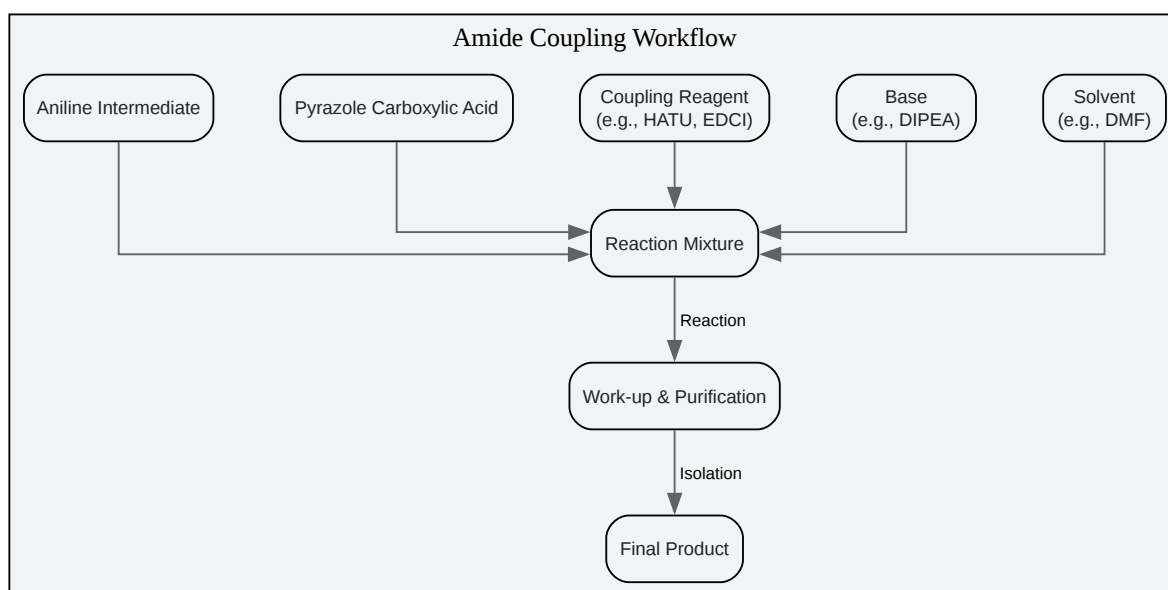 Amide Coupling Workflow
Aniline Intermediate
Pyrazole Carboxylic Acid
Coupling Reagent
(e.g., HATU, EDCI)
Base
(e.g., DIPEA)
Solvent
(e.g., DMF)
Reaction Mixture
Reaction
Work-up & Purification
Isolation
Final Product